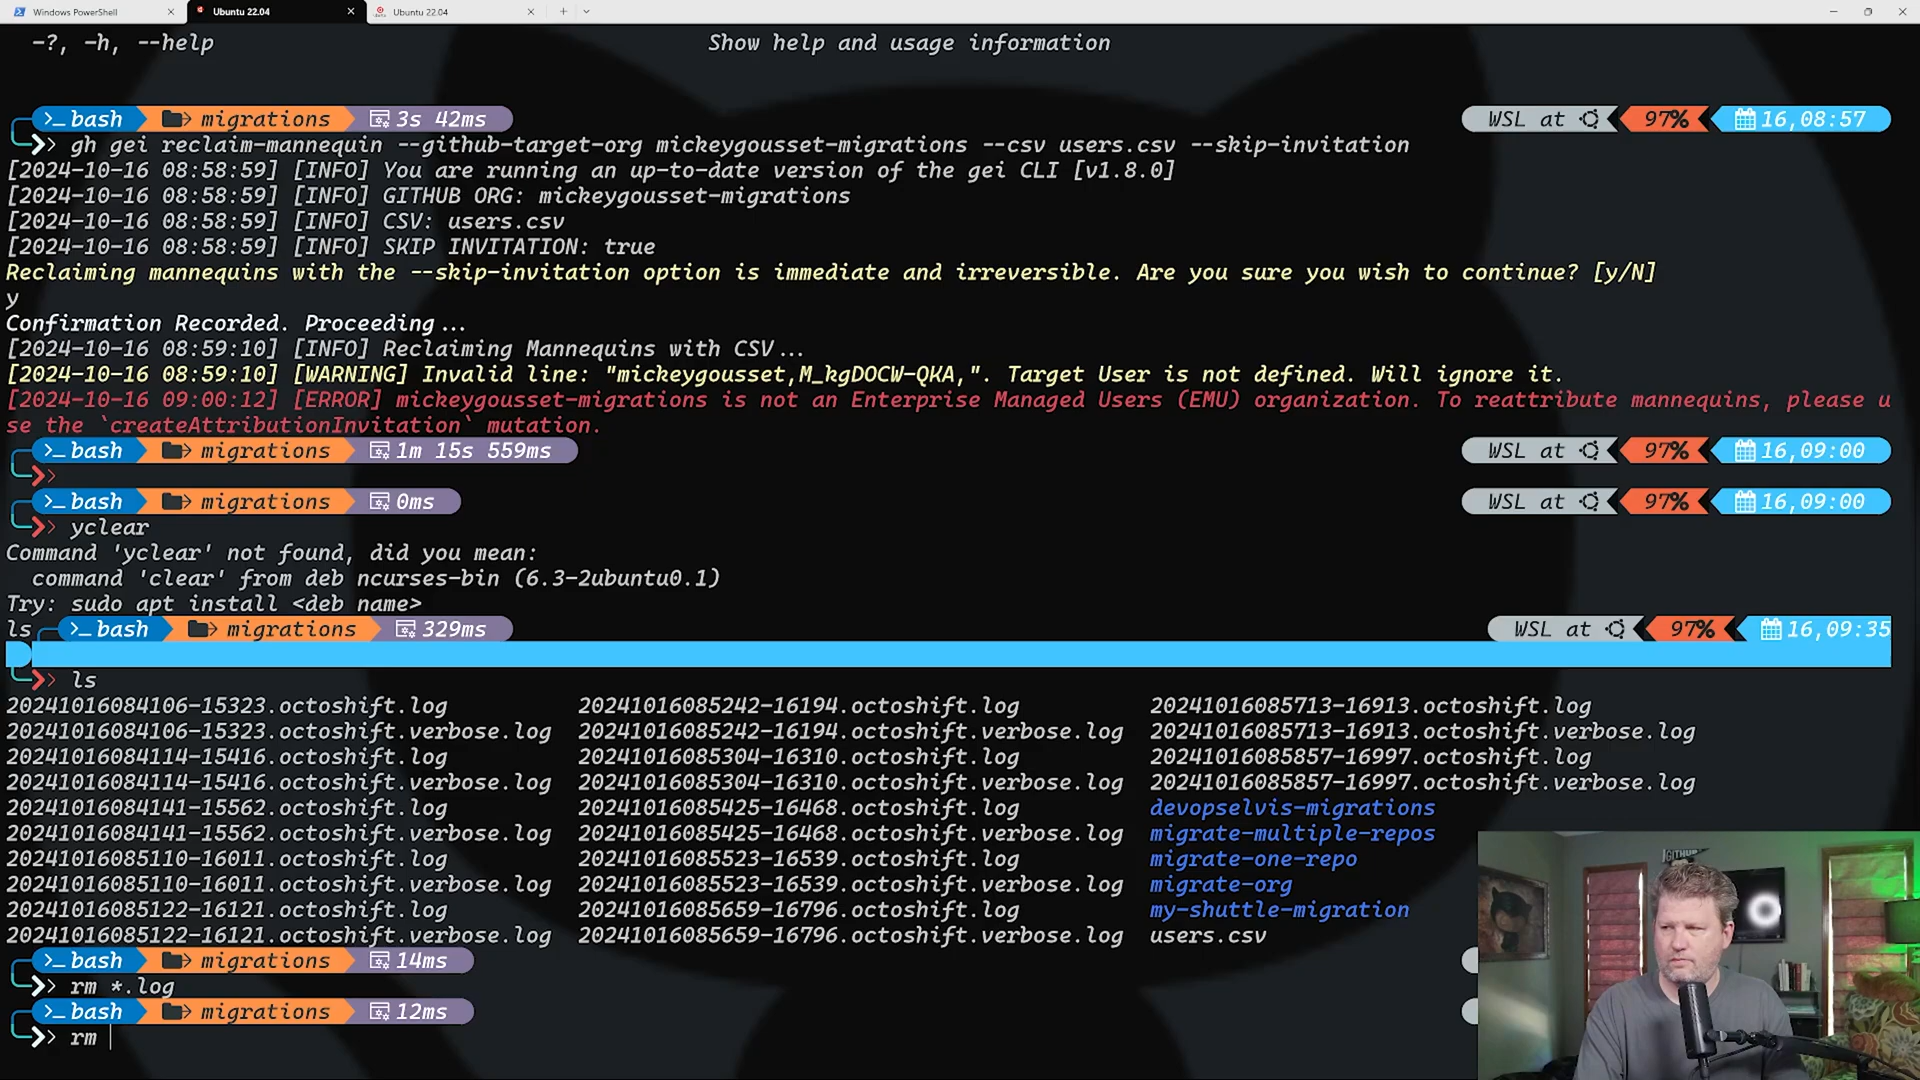 Windows PowerShell
Ubuntu 22.04
Ubuntu 22.04
-?, -h, --help Show help and usage information
>_ bash migrations 3s 42ms WSL at 97% 16,08:57
gh gei reclaim-mannequin --github-target-org mickeygousset-migrations --csv users.csv --skip-invitation
[2024-10-16 08:58:59] [INFO] You are running an up-to-date version of the gei CLI [v1.8.0]
[2024-10-16 08:58:59] [INFO] GITHUB ORG: mickeygousset-migrations
[2024-10-16 08:58:59] [INFO] CSV: users.csv
[2024-10-16 08:58:59] [INFO] SKIP INVITATION: true
Reclaiming mannequins with the --skip-invitation option is immediate and irreversible. Are you sure you wish to continue? [y/N]
y
Confirmation Recorded. Proceeding...
[2024-10-16 08:59:10] [INFO] Reclaiming Mannequins with CSV...
[2024-10-16 08:59:10] [WARNING] Invalid line: "mickeygousset,M_kgDOCW-QKA,". Target User is not defined. Will ignore it.
[2024-10-16 09:00:12] [ERROR] mickeygousset-migrations is not an Enterprise Managed Users (EMU) organization. To reattribute mannequins, please u
se the `createAttributionInvitation` mutation.
>_ bash migrations 1m 15s 559ms WSL at 97% 16,09:00
>_ bash migrations 0ms WSL at 97% 16,09:00
yclear
Command 'yclear' not found, did you mean:
command 'clear' from deb ncurses-bin (6.3-2ubuntu0.1)
Try: sudo apt install <deb name>
ls >_ bash migrations 329ms WSL at 97% 16,09:35
ls
20241016084106-15323.octoshift.log 20241016085242-16194.octoshift.log 20241016085713-16913.octoshift.log
20241016084106-15323.octoshift.verbose.log 20241016085242-16194.octoshift.verbose.log 20241016085713-16913.octoshift.verbose.log
20241016084114-15416.octoshift.log 20241016085304-16310.octoshift.log 20241016085857-16997.octoshift.log
20241016084114-15416.octoshift.verbose.log 20241016085304-16310.octoshift.verbose.log 20241016085857-16997.octoshift.verbose.log
20241016084141-15562.octoshift.log 20241016085425-16468.octoshift.log devopselvis-migrations
20241016084141-15562.octoshift.verbose.log 20241016085425-16468.octoshift.verbose.log migrate-multiple-repos
20241016085110-16011.octoshift.log 20241016085523-16539.octoshift.log migrate-one-repo
20241016085110-16011.octoshift.verbose.log 20241016085523-16539.octoshift.verbose.log migrate-org
20241016085122-16121.octoshift.log 20241016085659-16796.octoshift.log my-shuttle-migration
20241016085122-16121.octoshift.verbose.log 20241016085659-16796.octoshift.verbose.log users.csv
>_ bash migrations 14ms
rm *.log
>_ bash migrations 12ms
rm
GITHUB